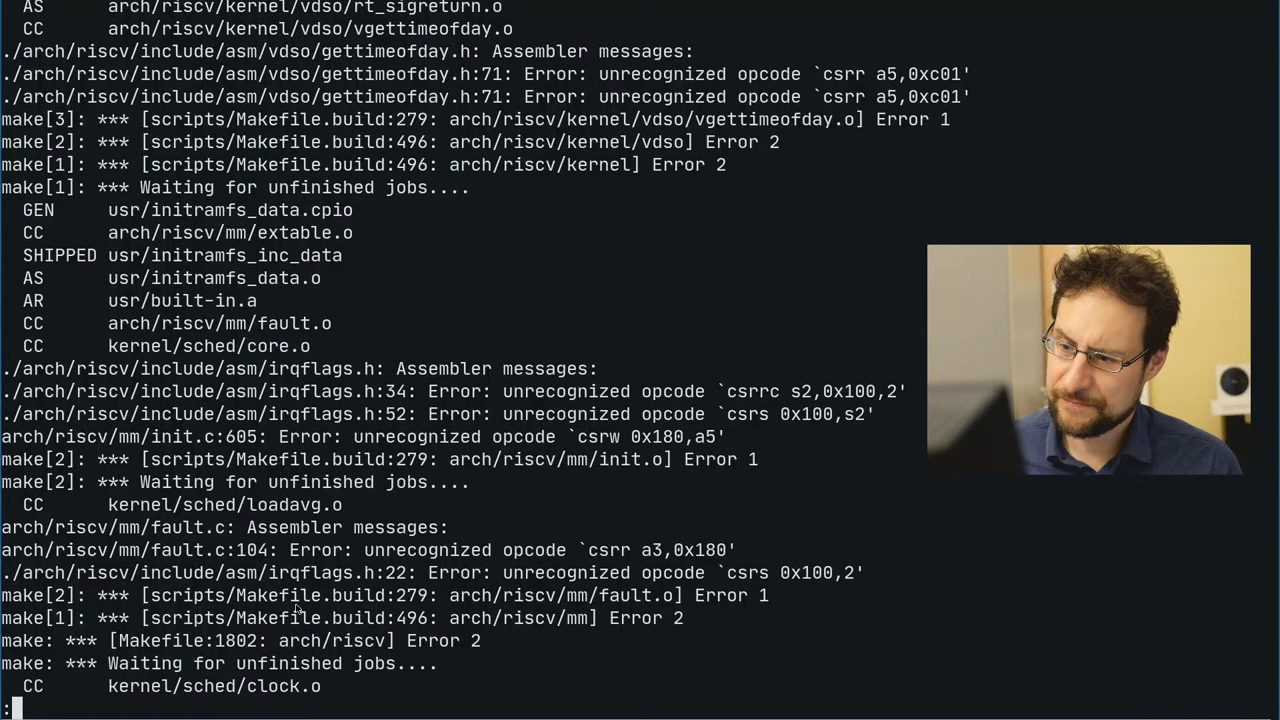 AS      arch/riscv/kernel/vdso/rt_sigreturn.o
CC      arch/riscv/kernel/vdso/vgettimeofday.o
./arch/riscv/include/asm/vdso/gettimeofday.h: Assembler messages:
./arch/riscv/include/asm/vdso/gettimeofday.h:71: Error: unrecognized opcode `csrr a5,0xc01'
./arch/riscv/include/asm/vdso/gettimeofday.h:71: Error: unrecognized opcode `csrr a5,0xc01'
make[3]: *** [scripts/Makefile.build:279: arch/riscv/kernel/vdso/vgettimeofday.o] Error 1
make[2]: *** [scripts/Makefile.build:496: arch/riscv/kernel/vdso] Error 2
make[1]: *** [scripts/Makefile.build:496: arch/riscv/kernel] Error 2
make[1]: *** Waiting for unfinished jobs....
GEN     usr/initramfs_data.cpio
CC      arch/riscv/mm/extable.o
SHIPPED usr/initramfs_inc_data
AS      usr/initramfs_data.o
AR      usr/built-in.a
CC      arch/riscv/mm/fault.o
CC      kernel/sched/core.o
./arch/riscv/include/asm/irqflags.h: Assembler messages:
./arch/riscv/include/asm/irqflags.h:34: Error: unrecognized opcode `csrrc s2,0x100,2'
./arch/riscv/include/asm/irqflags.h:52: Error: unrecognized opcode `csrs 0x100,s2'
arch/riscv/mm/init.c:605: Error: unrecognized opcode `csrw 0x180,a5'
make[2]: *** [scripts/Makefile.build:279: arch/riscv/mm/init.o] Error 1
make[2]: *** Waiting for unfinished jobs....
CC      kernel/sched/loadavg.o
arch/riscv/mm/fault.c: Assembler messages:
arch/riscv/mm/fault.c:104: Error: unrecognized opcode `csrr a3,0x180'
./arch/riscv/include/asm/irqflags.h:22: Error: unrecognized opcode `csrs 0x100,2'
make[2]: *** [scripts/Makefile.build:279: arch/riscv/mm/fault.o] Error 1
make[1]: *** [scripts/Makefile.build:496: arch/riscv/mm] Error 2
make: *** [Makefile:1802: arch/riscv] Error 2
make: *** Waiting for unfinished jobs....
CC      kernel/sched/clock.o
: